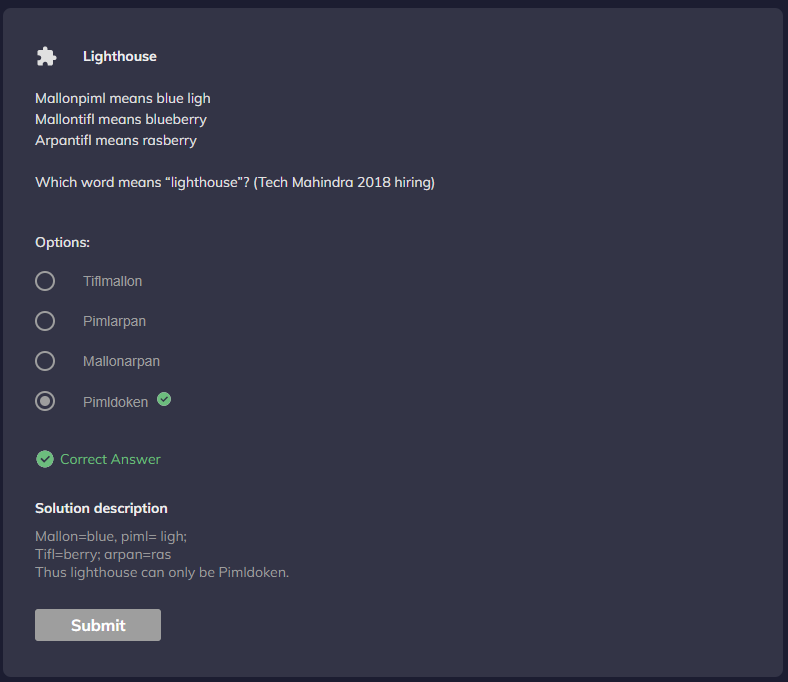 Lighthouse
Mallonpiml means blue ligh
Mallontifl means blueberry
Arpantifl means rasberry
Which word means “lighthouse”? (Tech Mahindra 2018 hiring)
Options:
Tiflmallon
Pimlarpan
Mallonarpan
Pimldoken
Correct Answer
Solution description
Mallon=blue, piml= ligh;
Tifl=berry; arpan=ras
Thus lighthouse can only be Pimldoken.
Submit